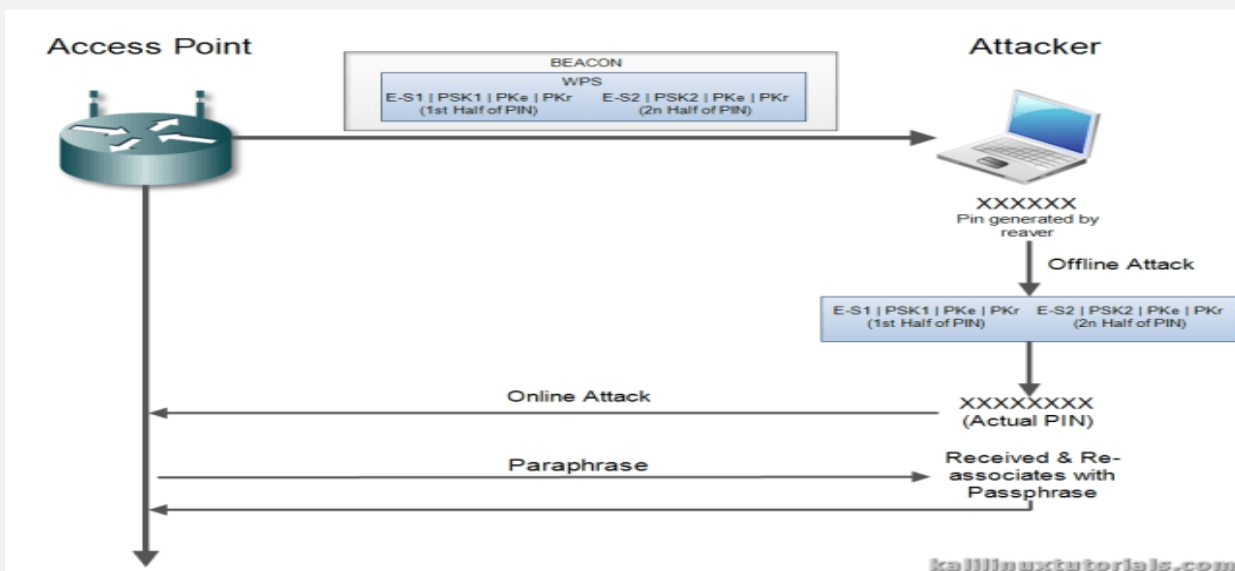 Access Point
Attacker
BEACON
WPS
E-S1 | PSK1 | PKe | PKr
E-S2 | PSK2 | PKe | PKr
(1st Half of PIN)
(2n Half of PIN)
XXXXXX
Pin generated by
reaver
Offline Attack
E-S1 | PSK1 | PKe | PKr
E-S2 | PSK2 | PKe | PKr
(1st Half of PIN)
(2n Half of PIN)
Online Attack
XXXXXXXX
(Actual PIN)
Paraphrase
Received & Re-
associates with
Passphrase
kalilinuxtutorials.com